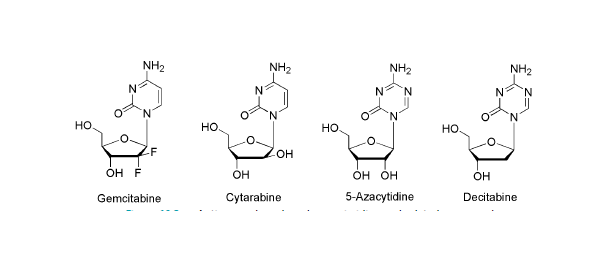 NH₂ NH₂ NH₂ NH₂
N N N N N N
O N O N O N O N
HO O HO O HO O HO O
F OH
OH F OH OH OH OH
Gemcitabine Cytarabine 5-Azacytidine Decitabine